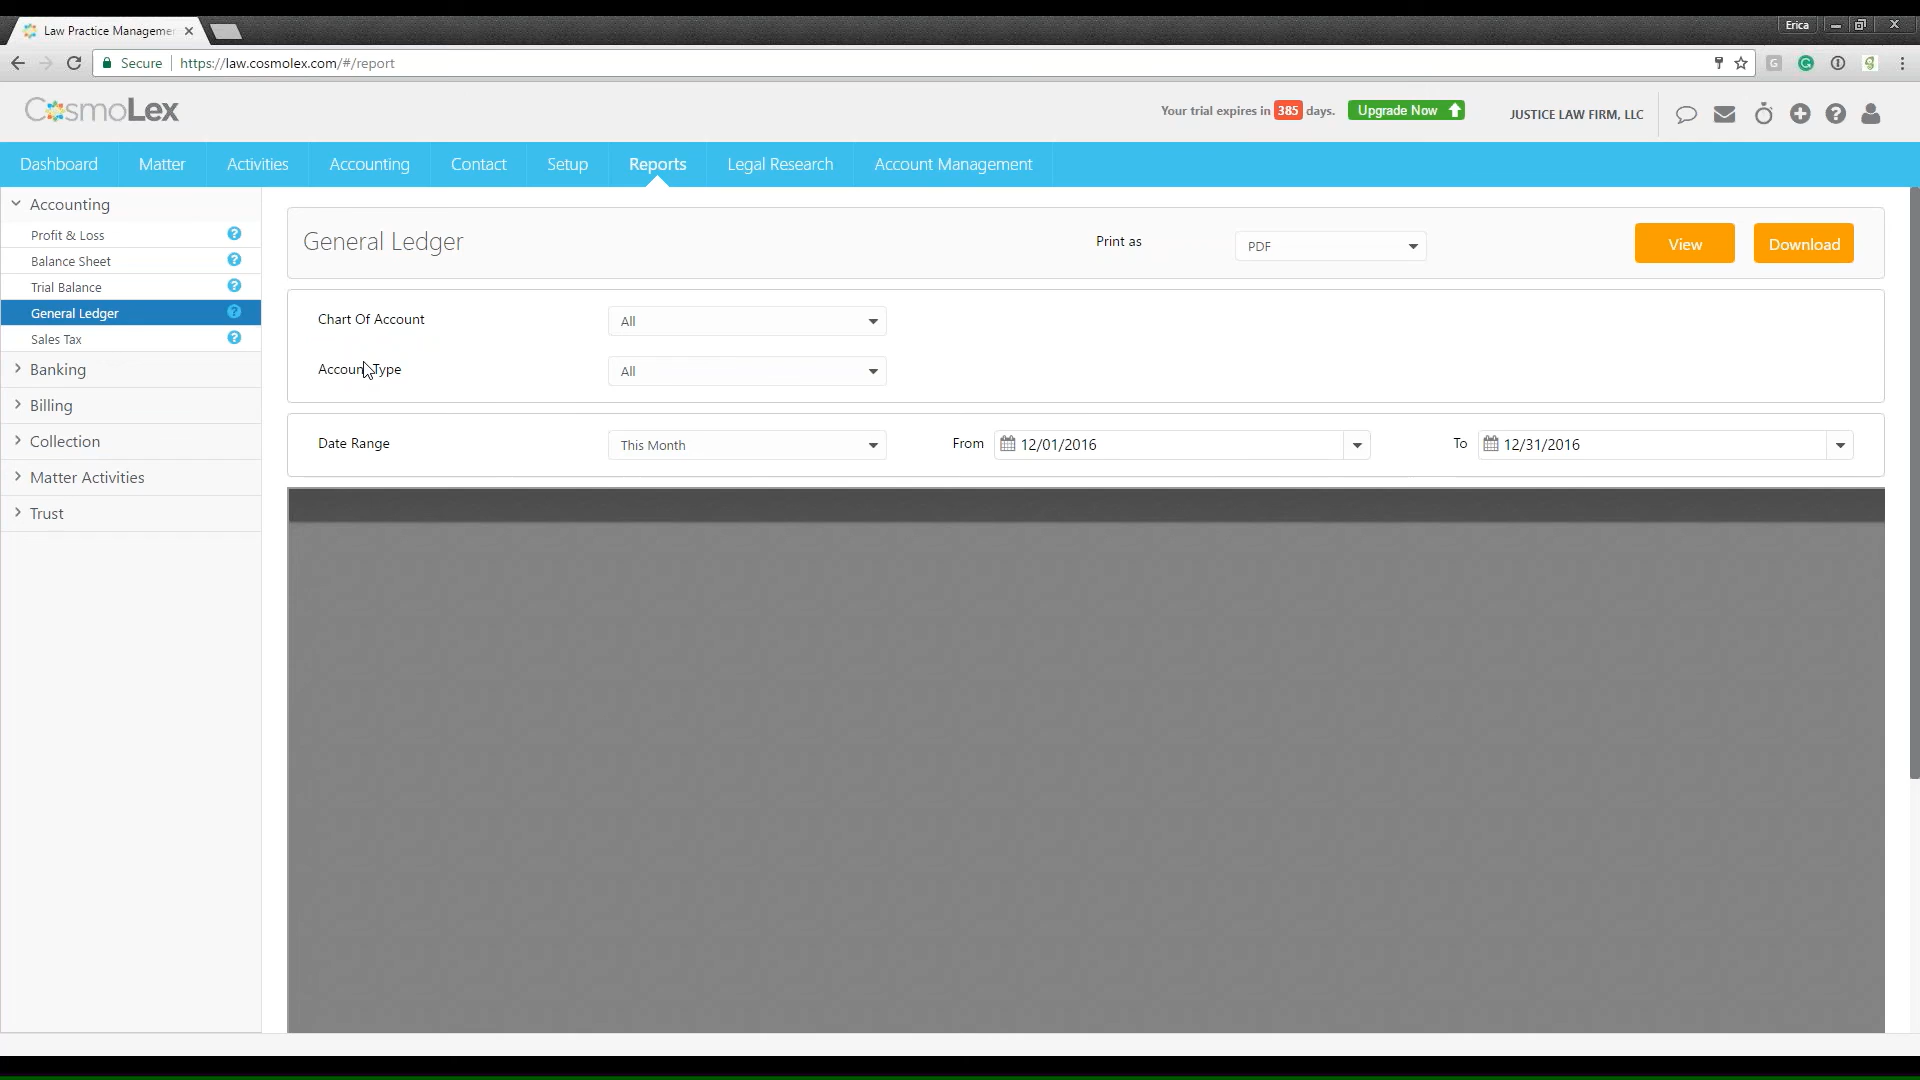 Law Practice Manageme
Erica
Secure
https://law.cosmolex.com/#/report
G
CosmoLex
Your trial expires in 385 days.
Upgrade Now
JUSTICE LAW FIRM, LLC
Dashboard
Matter
Activities
Accounting
Contact
Setup
Reports
Legal Research
Account Management
Accounting
Profit & Loss
Balance Sheet
Trial Balance
General Ledger
Sales Tax
Banking
Billing
Collection
Matter Activities
Trust
General Ledger
Print as
PDF
View
Download
Chart Of Account
All
Account Type
All
Date Range
This Month
From
12/01/2016
To
12/31/2016